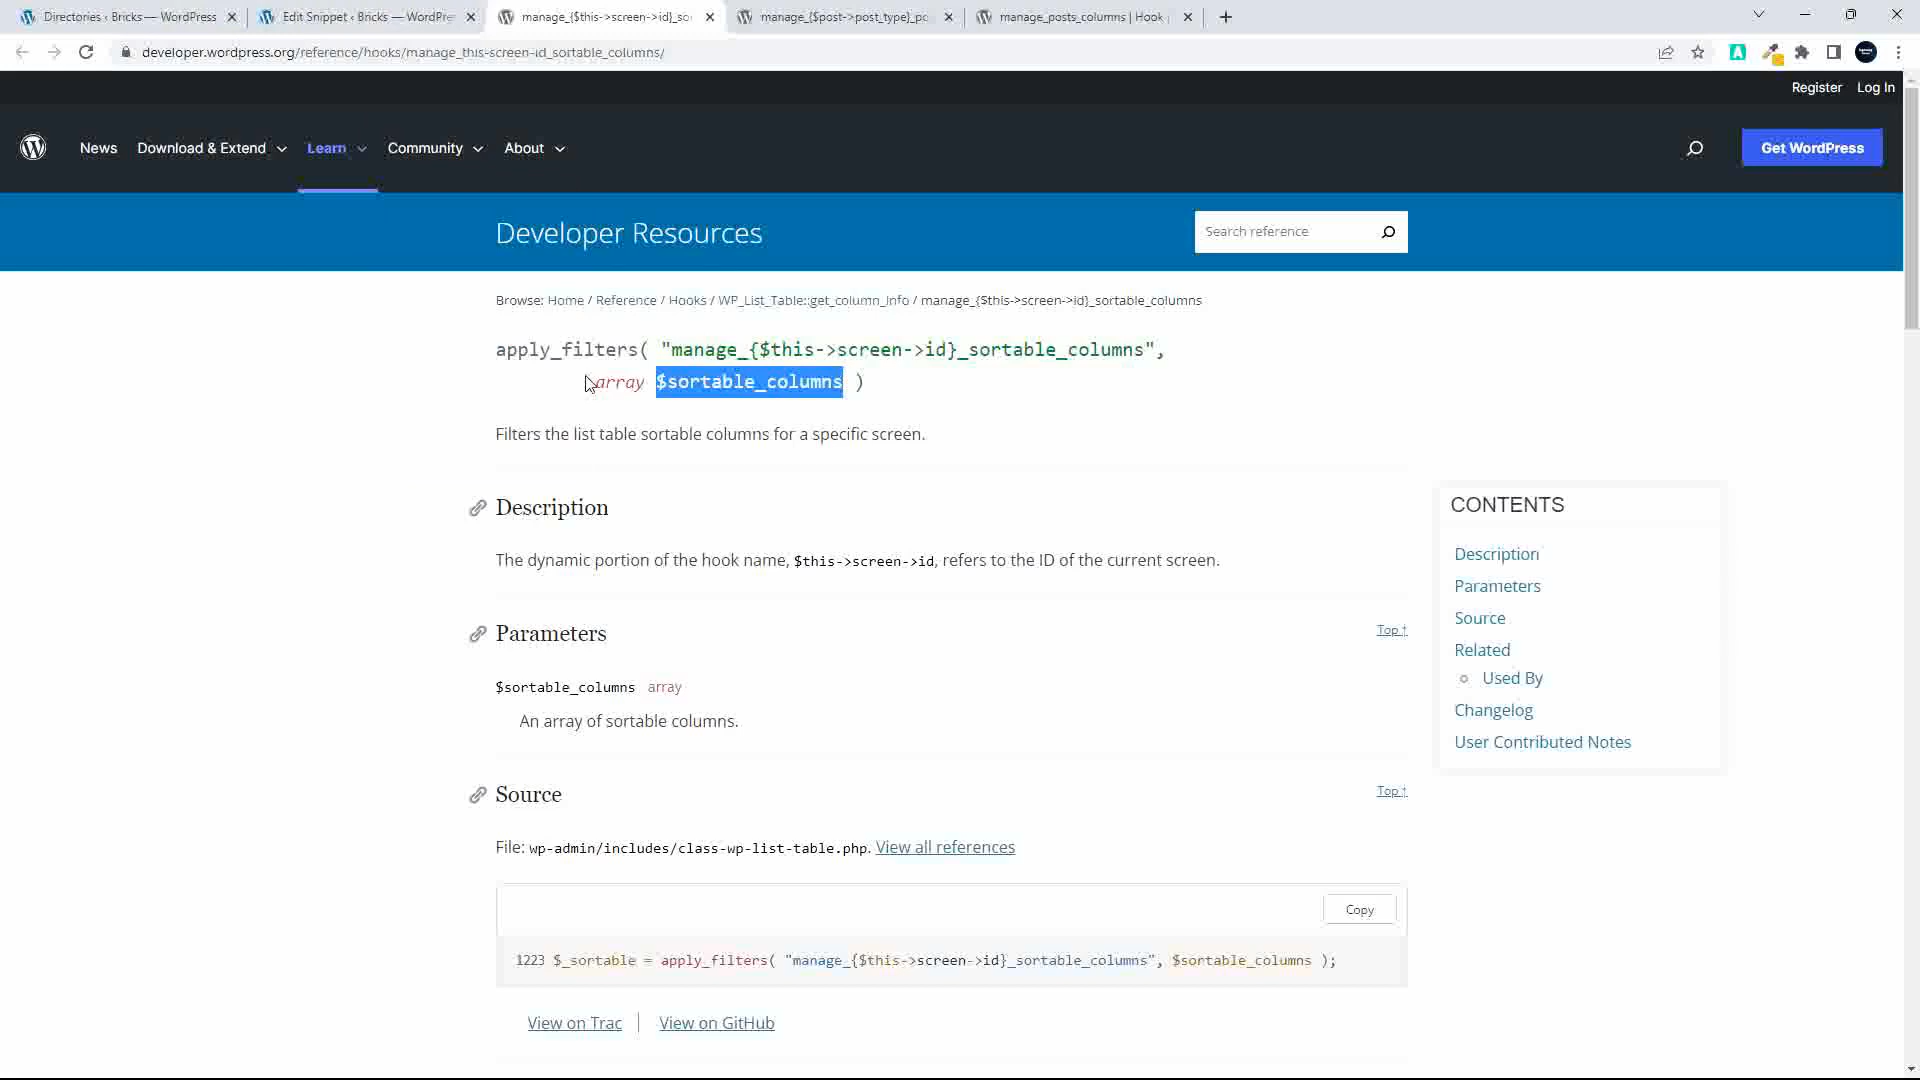 Directories ‹ Bricks — WordPress
Edit Snippet ‹ Bricks — WordPre
manage_{$this->screen->id}_so
manage_{$post->post_type}_po
manage_posts_columns | Hook
developer.wordpress.org/reference/hooks/manage_this-screen-id_sortable_columns/
Register Log In
News Download & Extend Learn Community About Get WordPress
Developer Resources
Search reference
Browse: Home / Reference / Hooks / WP_List_Table::get_column_info / manage_{$this->screen->id}_sortable_columns
apply_filters( "manage_{$this->screen->id}_sortable_columns",
array $sortable_columns )
Filters the list table sortable columns for a specific screen.
Description
The dynamic portion of the hook name, $this->screen->id, refers to the ID of the current screen.
Parameters
Top ↑
$sortable_columns array
An array of sortable columns.
Source
Top ↑
File: wp-admin/includes/class-wp-list-table.php. View all references
Copy
1223 $_sortable = apply_filters( "manage_{$this->screen->id}_sortable_columns", $sortable_columns );
View on Trac
View on GitHub
CONTENTS
Description
Parameters
Source
Related
Used By
Changelog
User Contributed Notes